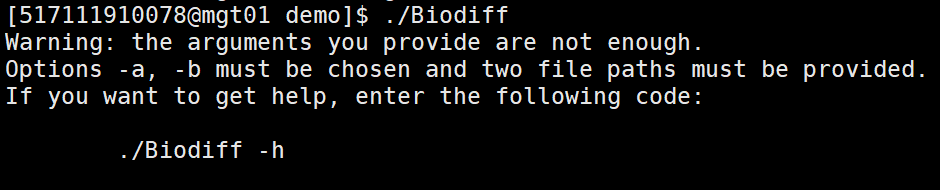 [517111910078@mgt01 demo]$ ./Biodiff
Warning: the arguments you provide are not enough.
Options -a, -b must be chosen and two file paths must be provided.
If you want to get help, enter the following code:
./Biodiff -h